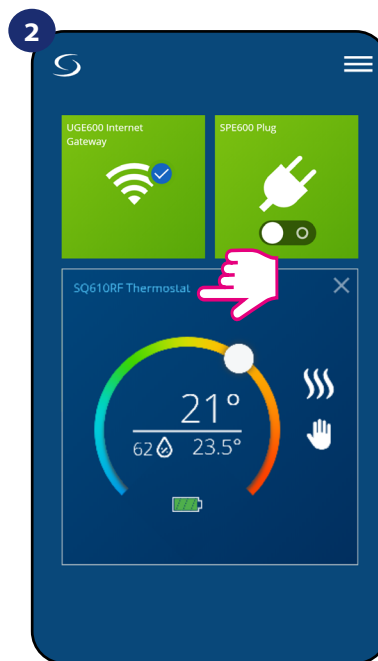 2
UGE600 Internet
Gateway
SPE600 Plug
SQ610RF Thermostat
21°
62 23.5°